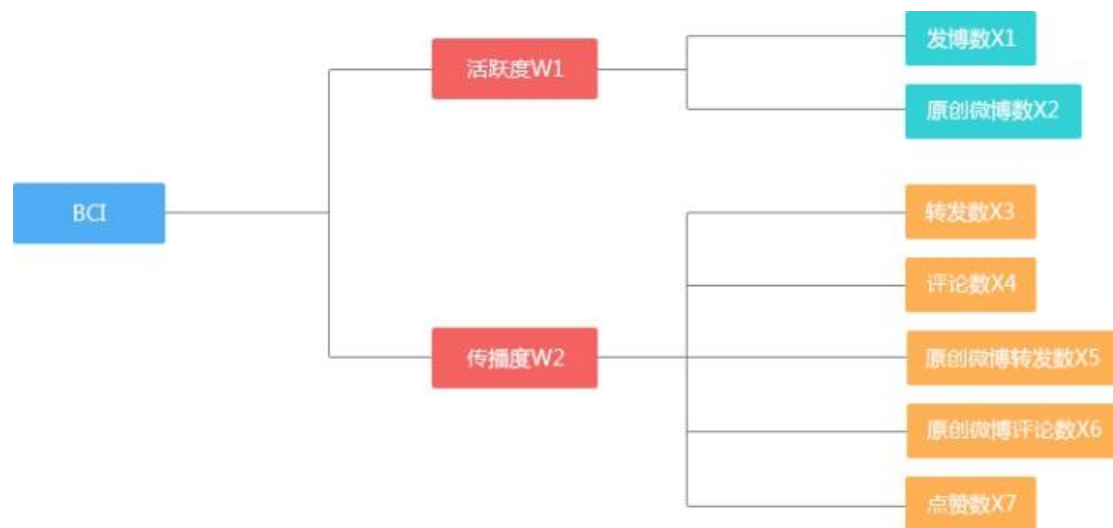 BCI
活跃度W1
发博数X1
原创微博数X2
传播度W2
转发数X3
评论数X4
原创微博转发数X5
原创微博评论数X6
点赞数X7